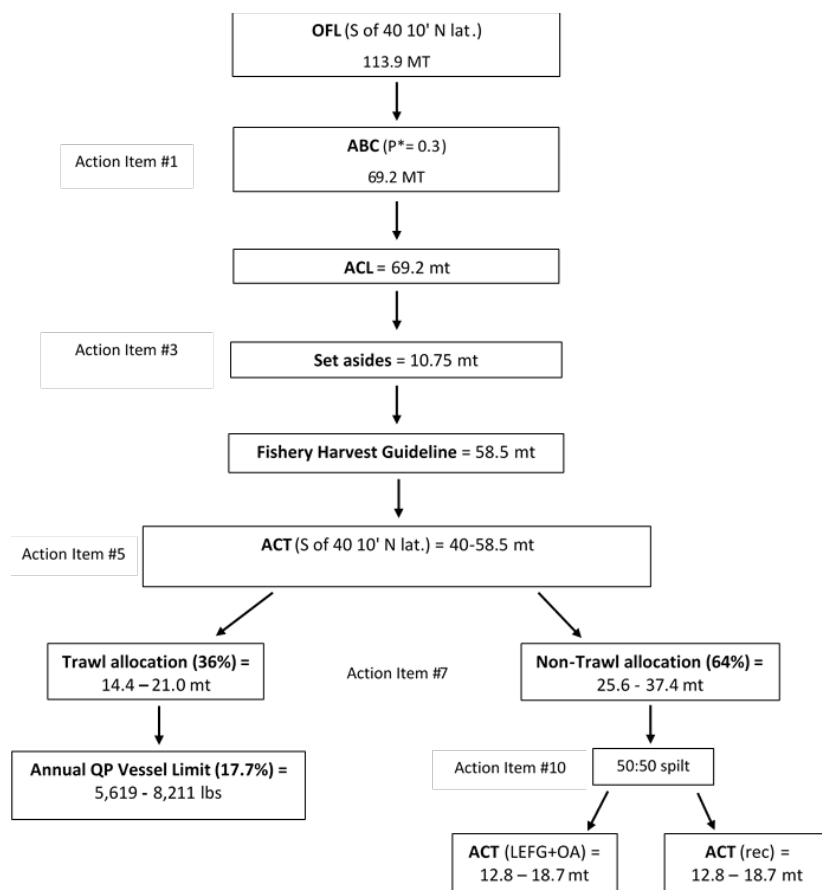 OFL (S of 40 10' N lat.)
113.9 MT
Action Item #1
ABC (P*= 0.3)
69.2 MT
ACL = 69.2 mt
Action Item #3
Set asides = 10.75 mt
Fishery Harvest Guideline = 58.5 mt
Action Item #5
ACT (S of 40 10' N lat.) = 40-58.5 mt
Trawl allocation (36%) =
14.4 – 21.0 mt
Action Item #7
Non-Trawl allocation (64%) =
25.6 - 37.4 mt
Annual QP Vessel Limit (17.7%) =
5,619 - 8,211 lbs
Action Item #10
50:50 spilt
ACT (LEFG+OA) =
12.8 – 18.7 mt
ACT (rec) =
12.8 – 18.7 mt